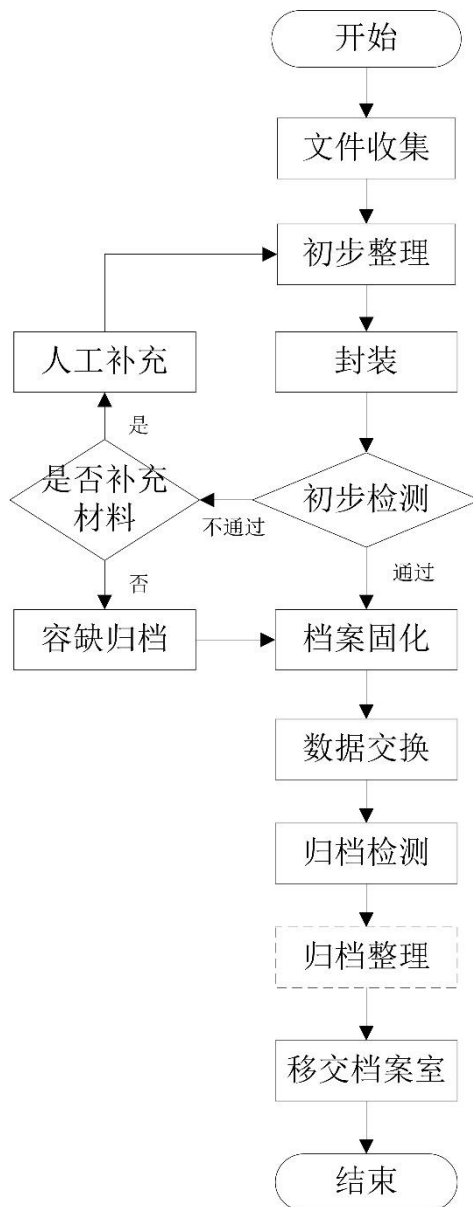 开始
文件收集
初步整理
人工补充
封装
是
是否补充
材料
初步检测
不通过
通过
否
容缺归档
档案固化
数据交换
归档检测
归档整理
移交档案室
结束